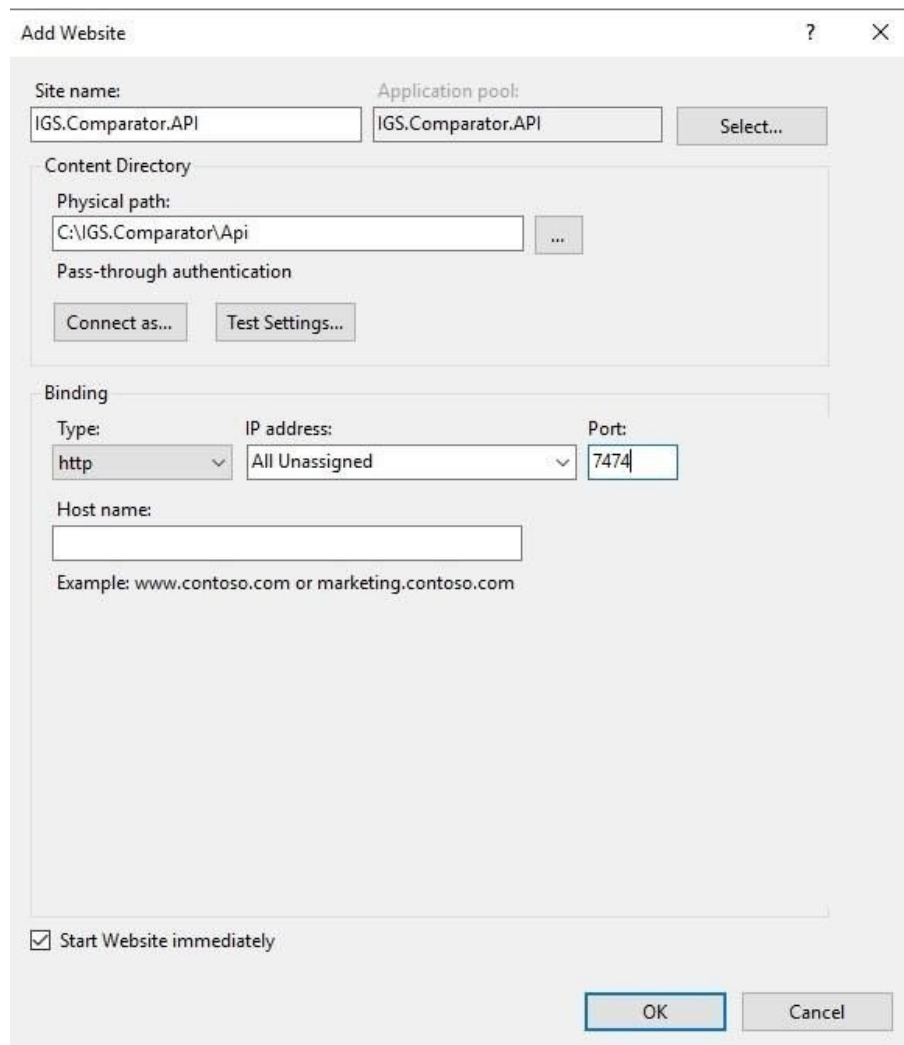 Add Website ? ×
Site name: Application pool:
IGS.Comparator.API IGS.Comparator.API Select...
Content Directory
Physical path:
C:\IGS.Comparator\Api ...
Pass-through authentication
Connect as... Test Settings...
Binding
Type: IP address: Port:
http All Unassigned 7474
Host name:
Example: www.contoso.com or marketing.contoso.com
Start Website immediately
OK Cancel